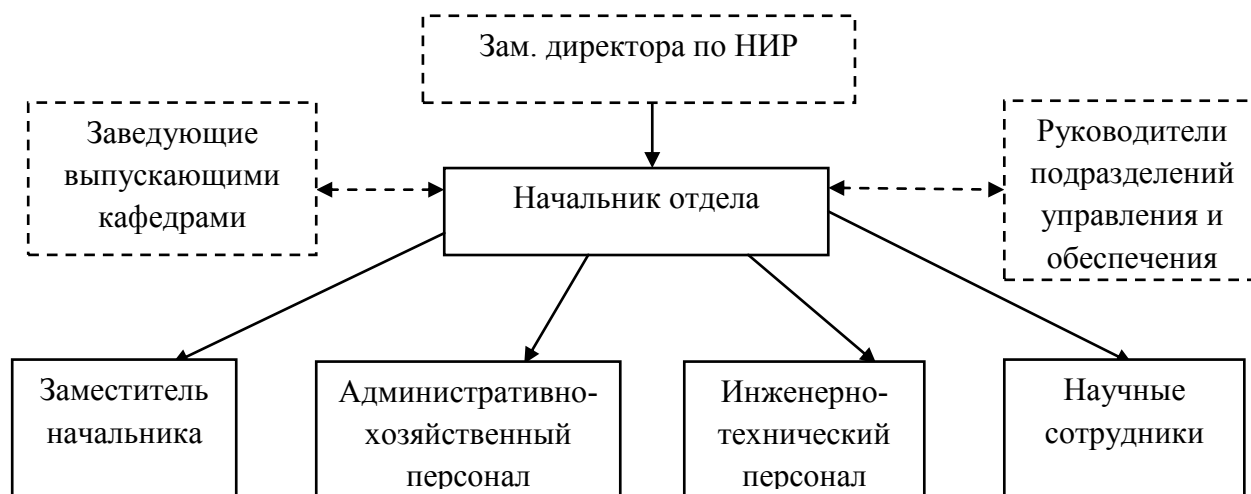 Зам. директора по НИР
Заведующие
выпускающими
кафедрами
Начальник отдела
Руководители
подразделений
управления и
обеспечения
Заместитель
начальника
Административно-
хозяйственный
персонал
Инженерно-
технический
персонал
Научные
сотрудники